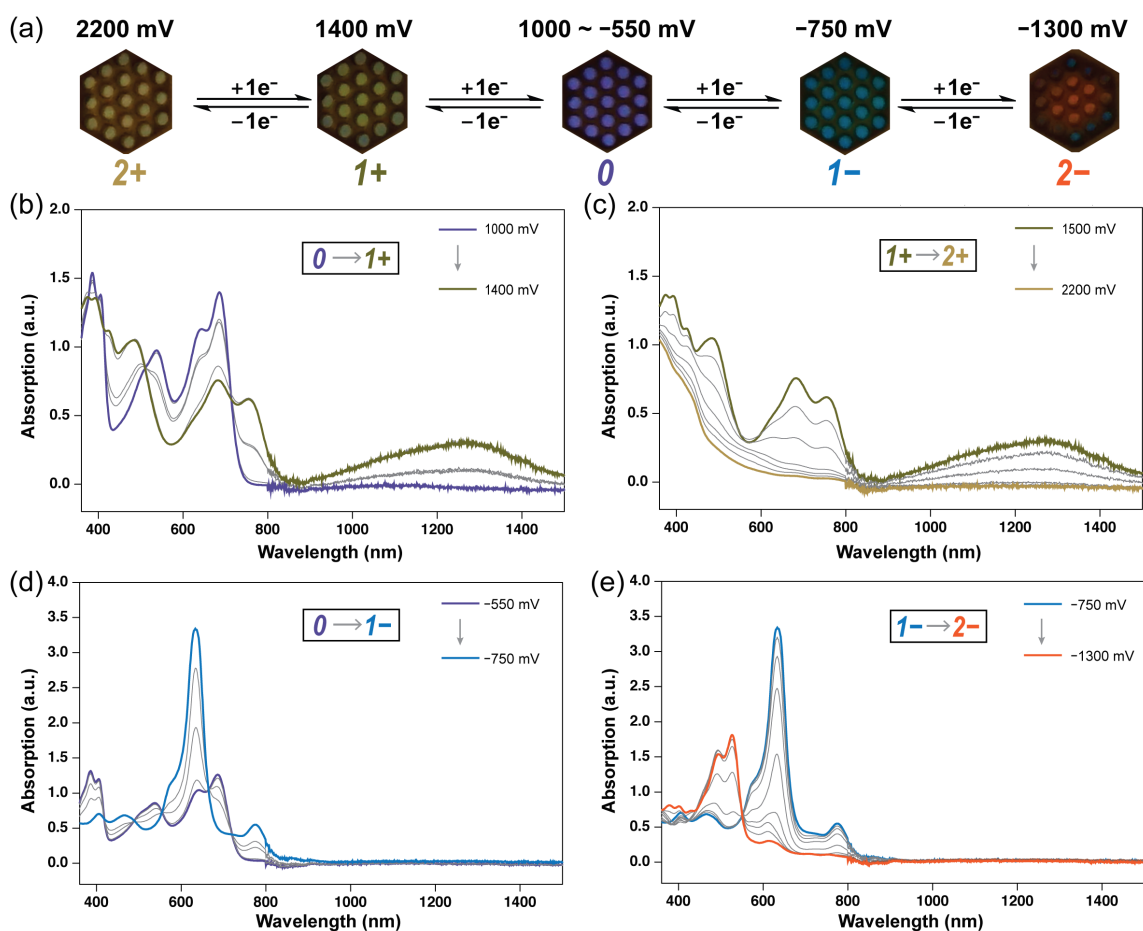 (a)
2200 mV
1400 mV
1000 ~ −550 mV
−750 mV
−1300 mV
+1e⁻
−1e⁻
+1e⁻
−1e⁻
+1e⁻
−1e⁻
+1e⁻
−1e⁻
2+
1+
0
1−
2−
(b)
2.0
1.5
1.0
0.5
0.0
Absorption (a.u.)
0 → 1+
1000 mV
1400 mV
400 600 800 1000 1200 1400
Wavelength (nm)
(c)
2.0
1.5
1.0
0.5
0.0
Absorption (a.u.)
1+ → 2+
1500 mV
2200 mV
400 600 800 1000 1200 1400
Wavelength (nm)
(d)
4.0
3.5
3.0
2.5
2.0
1.5
1.0
0.5
0.0
Absorption (a.u.)
0 → 1−
−550 mV
−750 mV
400 600 800 1000 1200 1400
Wavelength (nm)
(e)
4.0
3.5
3.0
2.5
2.0
1.5
1.0
0.5
0.0
Absorption (a.u.)
1− → 2−
−750 mV
−1300 mV
400 600 800 1000 1200 1400
Wavelength (nm)